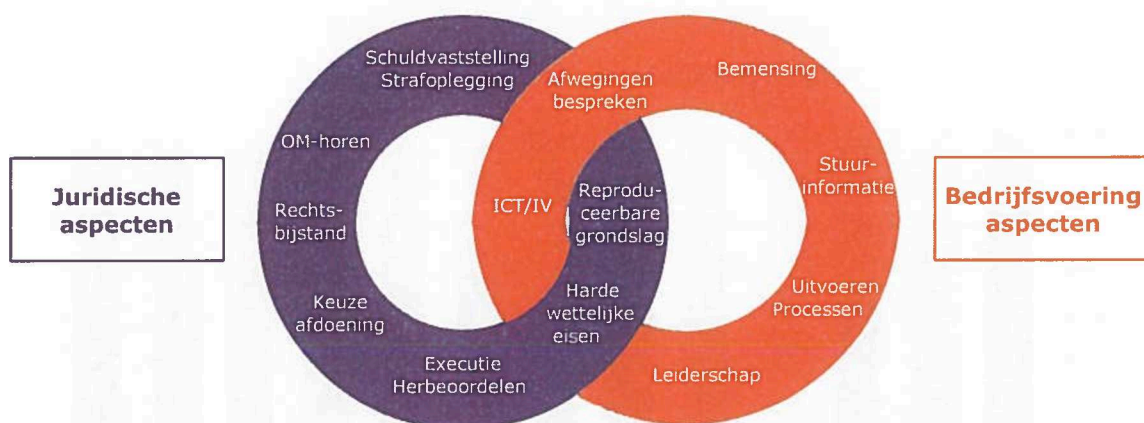 Schuldvaststelling
Strafoplegging
Afwegingen
bespreken
Bemensing
OM-horen
Stuur-
informatie
Juridische
aspecten
Rechts-
bijstand
ICT/IV
Reprodu-
ceerbare
grondslag
Bedrijfsvoering
aspecten
Keuze
afdoening
Harde
wettelijke
eisen
Uitvoeren
Processen
Executie
Herbeoordelen
Leiderschap